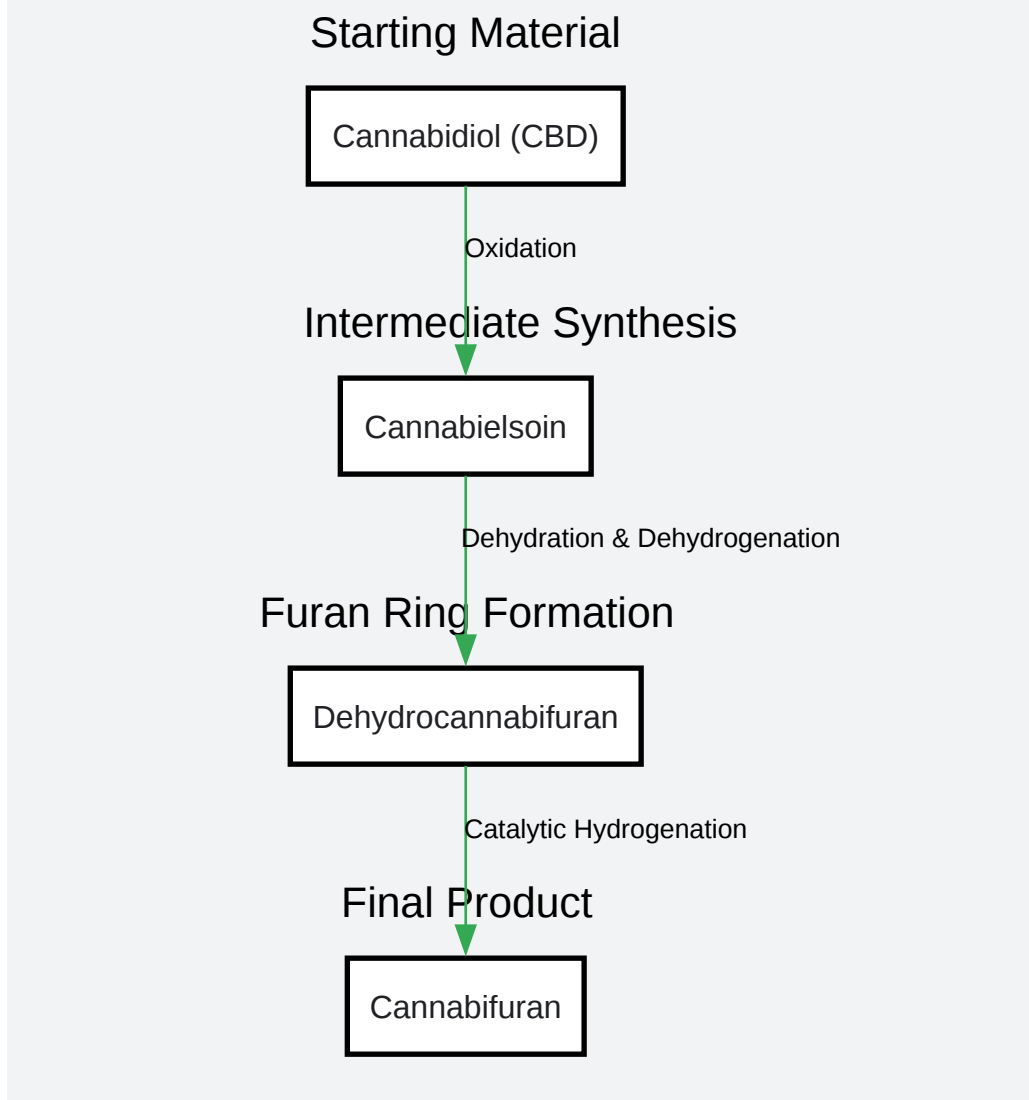 Starting Material
Cannabidiol (CBD)
Oxidation
Intermediate Synthesis
Cannabielsoin
Dehydration & Dehydrogenation
Furan Ring Formation
Dehydrocannabifuran
Catalytic Hydrogenation
Final Product
Cannabifuran